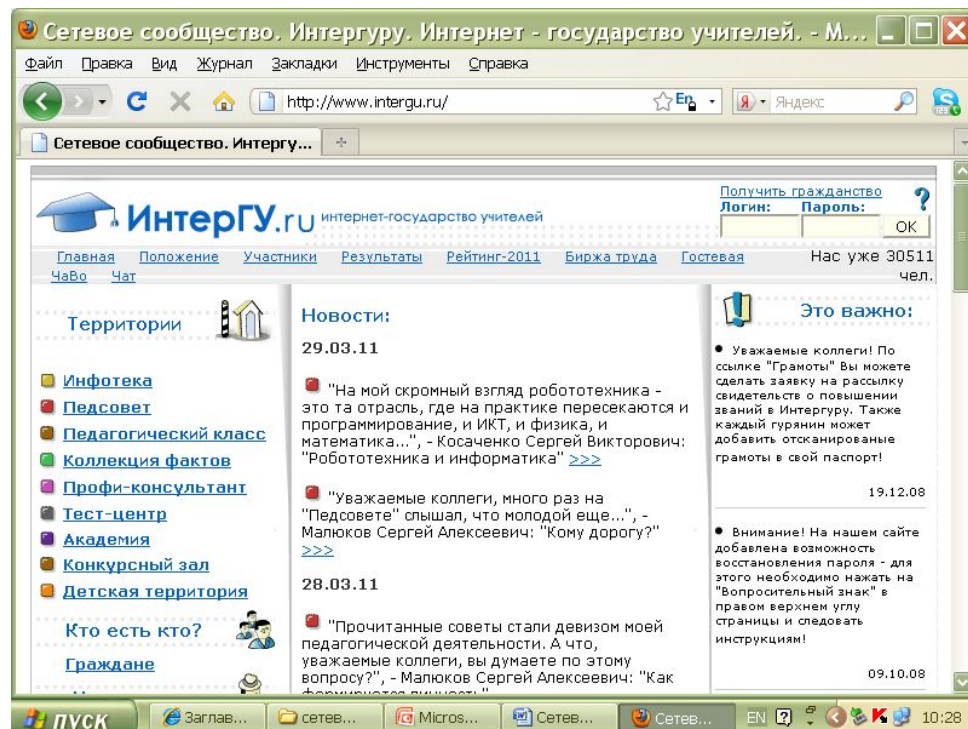 Сетевое сообщество. Интергуру. Интернет - государство учителей. - М...
Файл Правка Вид Журнал Закладки Инструменты Справка
http://www.intergu.ru/
En
Яндекс
Сетевое сообщество. Интергу...
ИнтерГУ.ru интернет-государство учителей
Получить гражданство
Логин: Пароль:
OK
?
Главная Положение Участники Результаты Рейтинг-2011 Биржа труда Гостевая
ЧаВо Чат
Нас уже 30511
чел.
Территории
Инфотека
Педсовет
Педагогический класс
Коллекция фактов
Профи-консультант
Тест-центр
Академия
Конкурсный зал
Детская территория
Кто есть кто?
Граждане
Новости:
29.03.11
"На мой скромный взгляд робототехника -
это та отрасль, где на практике пересекаются и
программирование, и ИКТ, и физика, и
математика...", - Косаченко Сергей Викторович:
"Робототехника и информатика" >>>
"Уважаемые коллеги, много раз на
"Педсовете" слышал, что молодой еще...", -
Малюков Сергей Алексеевич: "Кому дорогу?"
>>>
28.03.11
"Прочитанные советы стали девизом моей
педагогической деятельности. А что,
уважаемые коллеги, вы думаете по этому
вопросу?", - Малюков Сергей Алексеевич: "Как
формируется личность"
Это важно:
Уважаемые коллеги! По
ссылке "Грамоты" Вы можете
сделать заявку на рассылку
свидетельств о повышении
званий в Интергуру. Также
каждый гурянин может
добавить отсканированые
грамоты в свой паспорт!
19.12.08
Внимание! На нашем сайте
добавлена возможность
восстановления пароля - для
этого необходимо нажать на
"Вопросительный знак" в
правом верхнем углу
страницы и следовать
инструкциям!
09.10.08
пуск
Заглав...
сетев...
Micros...
Сетев...
Сетев...
EN
10:28